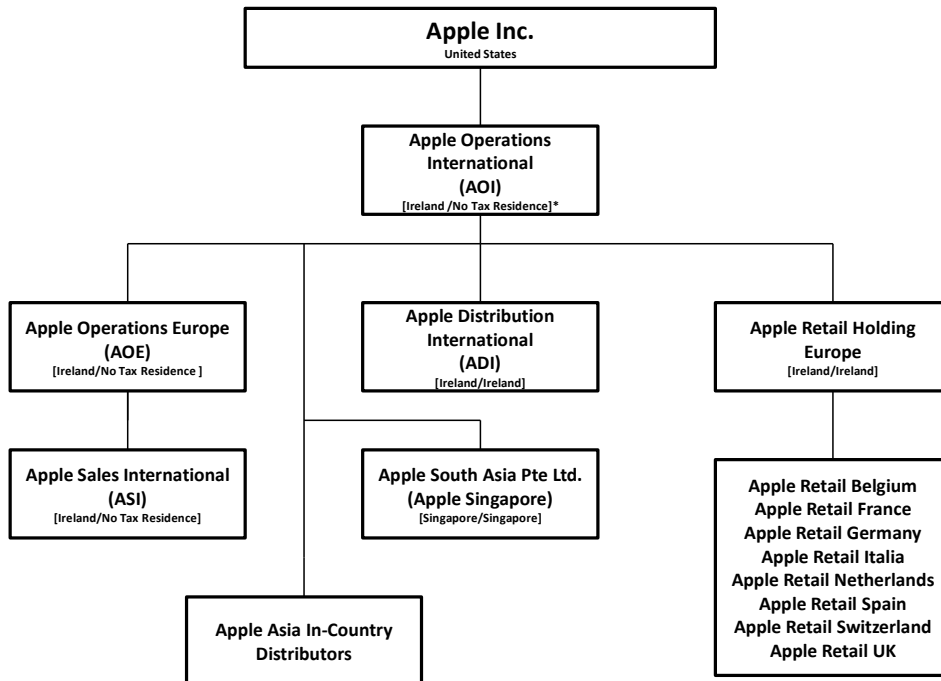 Apple Inc.
United States
Apple Operations
International
(AOI)
[Ireland /No Tax Residence]*
Apple Operations Europe
(AOE)
[Ireland/No Tax Residence ]
Apple Distribution
International
(ADI)
[Ireland/Ireland]
Apple Retail Holding
Europe
[Ireland/Ireland]
Apple Sales International
(ASI)
[Ireland/No Tax Residence]
Apple South Asia Pte Ltd.
(Apple Singapore)
[Singapore/Singapore]
Apple Retail Belgium
Apple Retail France
Apple Retail Germany
Apple Retail Italia
Apple Retail Netherlands
Apple Retail Spain
Apple Retail Switzerland
Apple Retail UK
Apple Asia In-Country
Distributors